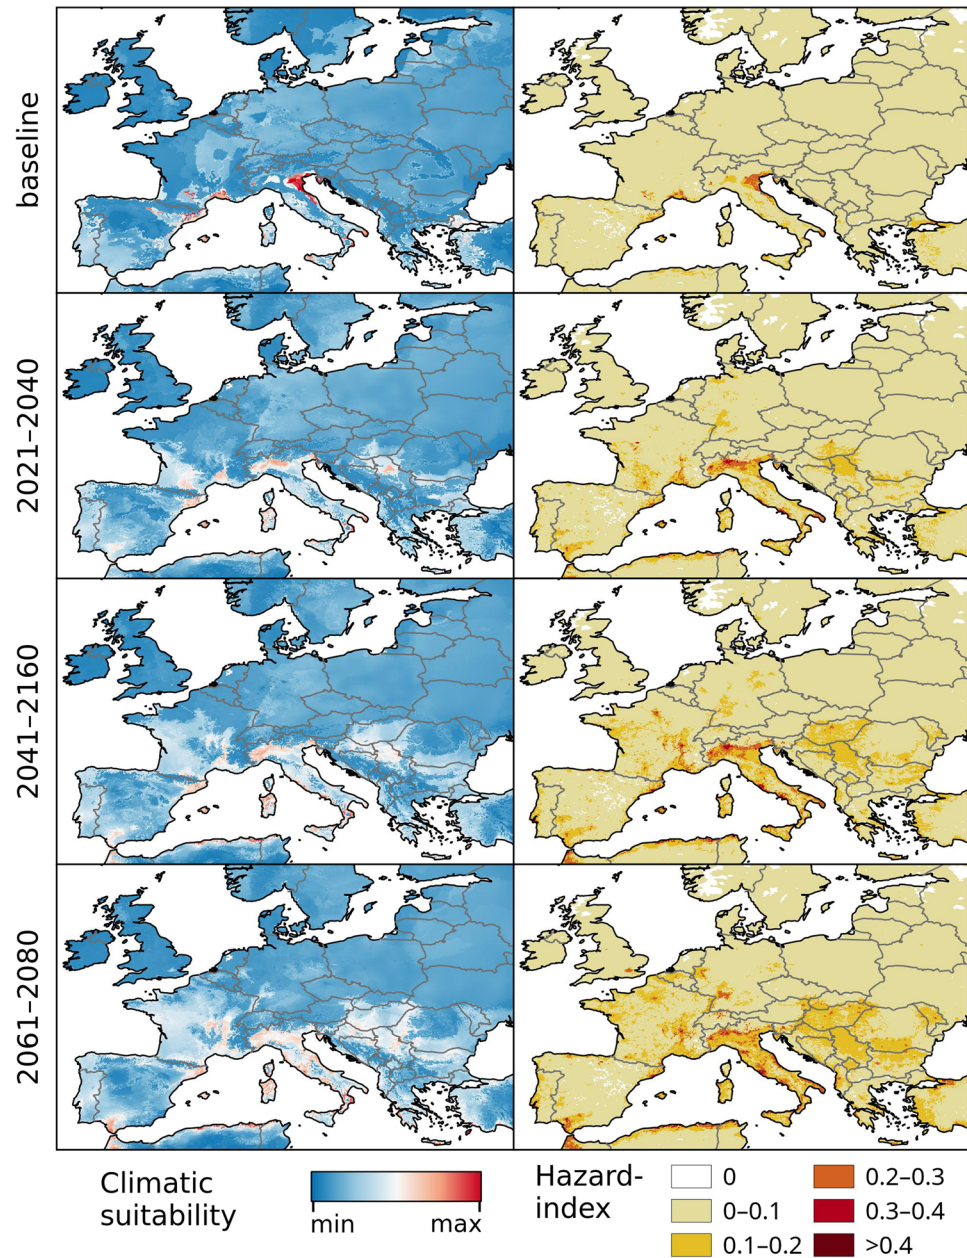 baseline
2021–2040
2041–2160
2061–2080
Climatic
suitability
min max
Hazard-
index
0
0–0.1
0.1–0.2
0.2–0.3
0.3–0.4
>0.4